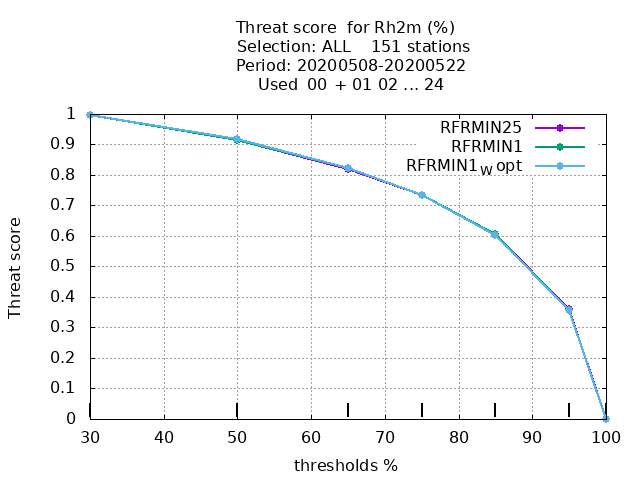 Threat score  for Rh2m (%)
Selection: ALL    151 stations
Period: 20200508-20200522
Used  00 + 01 02 ... 24
RFRMIN25
RFRMIN1
RFRMIN1W opt
Threat score
1
0.9
0.8
0.7
0.6
0.5
0.4
0.3
0.2
0.1
0
30 40 50 60 70 80 90 100
thresholds %